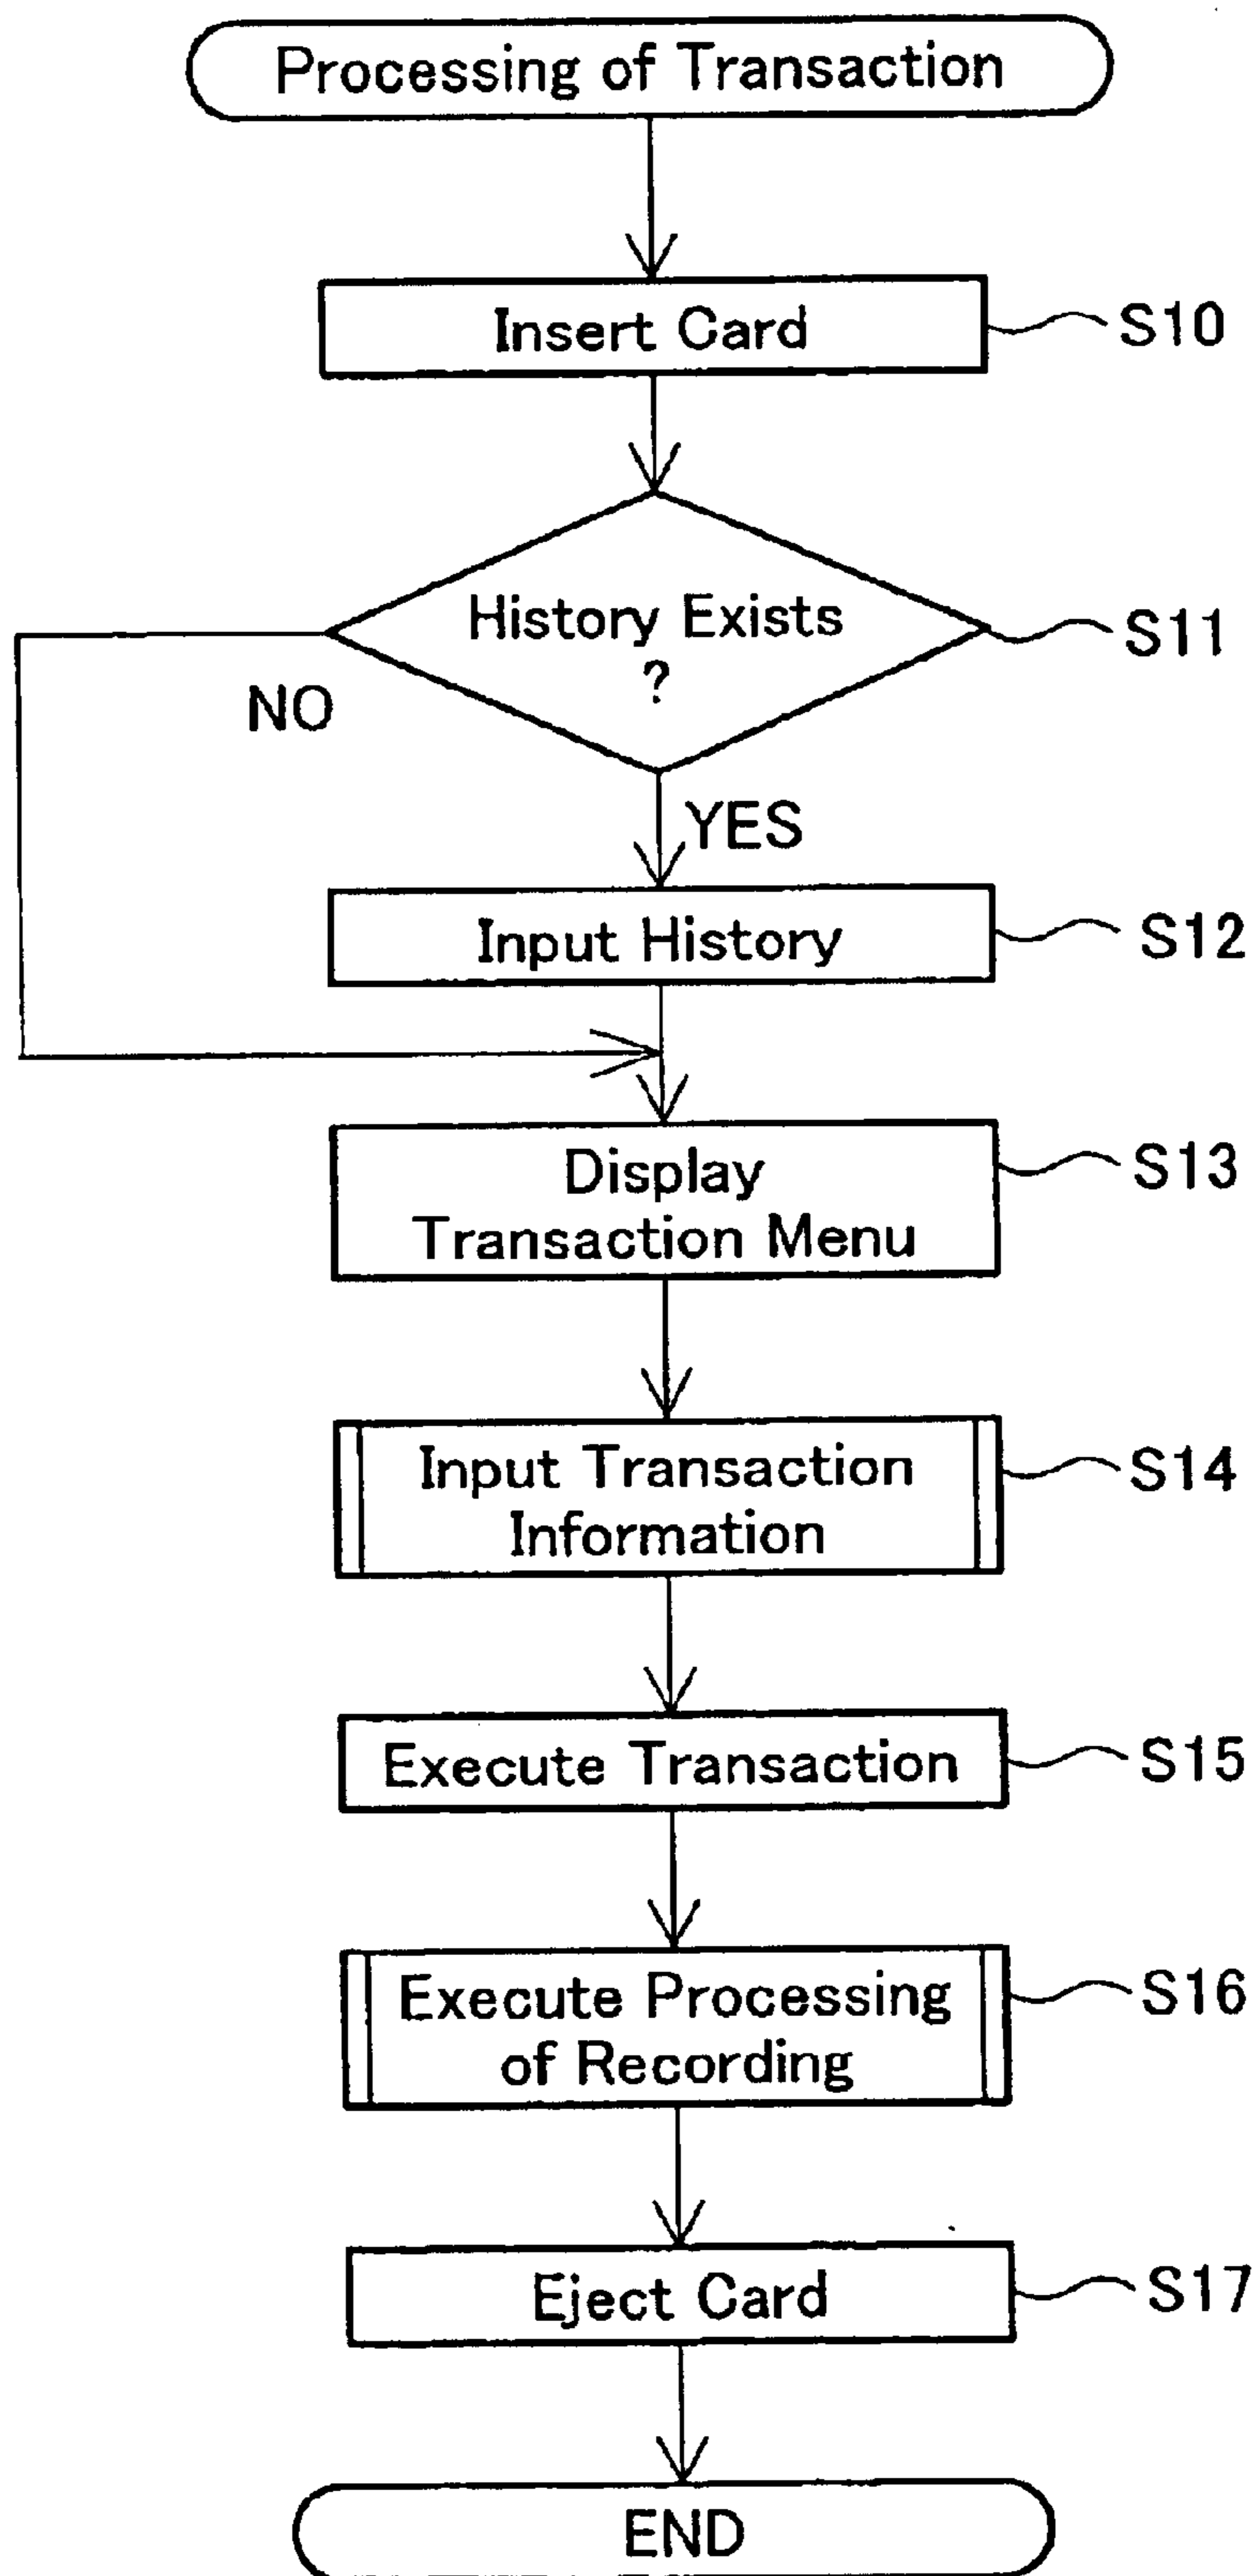 Processing of Transaction
Insert Card
S10
History Exists
?
S11
NO
YES
Input History
S12
Display
Transaction Menu
S13
Input Transaction
Information
S14
Execute Transaction
S15
Execute Processing
of Recording
S16
Eject Card
S17
END